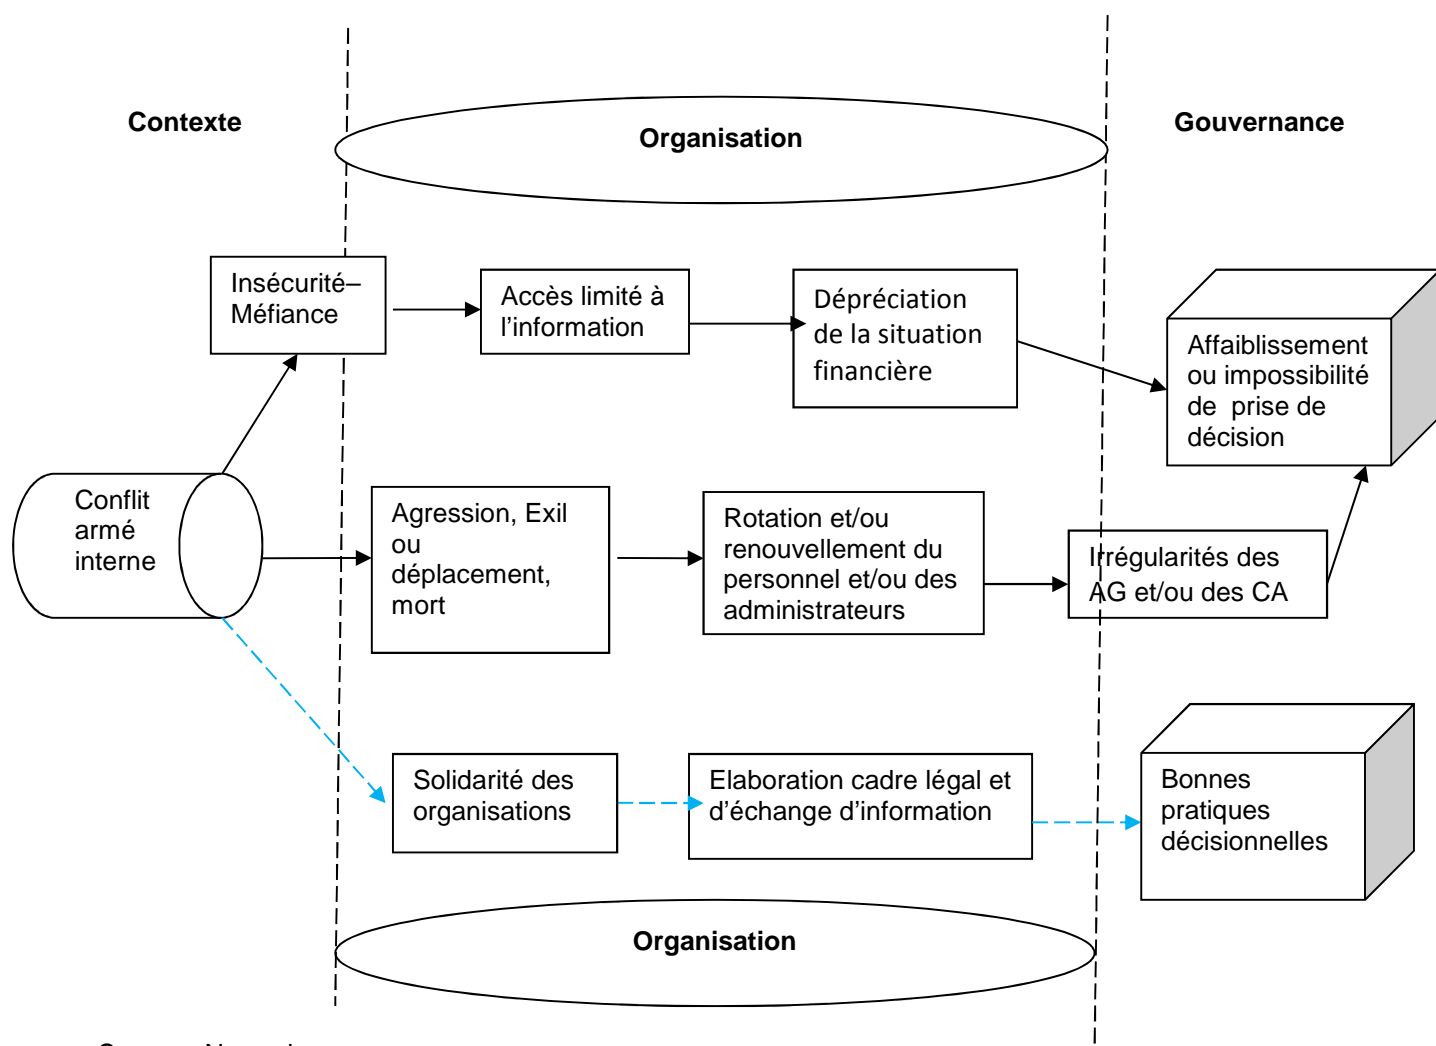 Contexte
Organisation
Gouvernance
Insécurité–
Méfiance
Accès limité à
l’information
Dépréciation
de la situation
financière
Affaiblissement
ou impossibilité
de prise de
décision
Conflit
armé
interne
Agression, Exil
ou
déplacement,
mort
Rotation et/ou
renouvellement du
personnel et/ou des
administrateurs
Irrégularités des
AG et/ou des CA
Solidarité des
organisations
Elaboration cadre légal et
d’échange d’information
Bonnes
pratiques
décisionnelles
Organisation